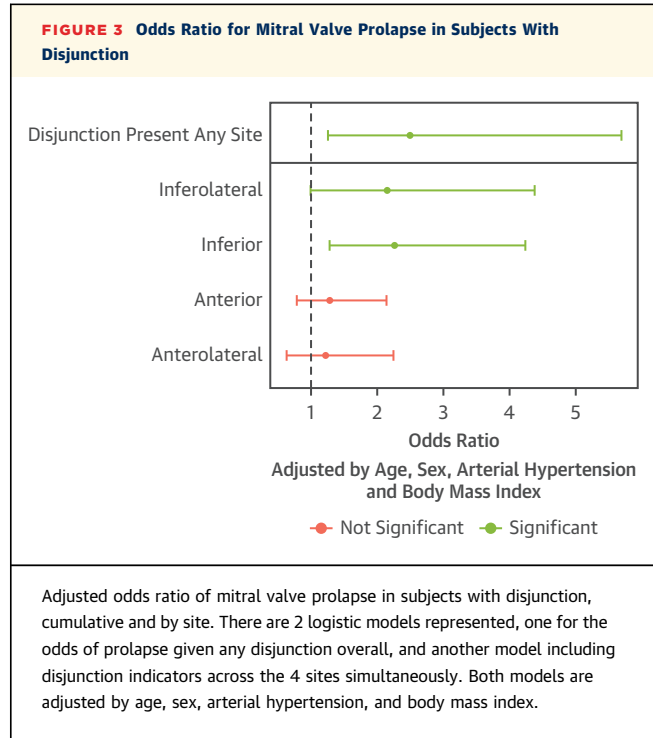 FIGURE 3 Odds Ratio for Mitral Valve Prolapse in Subjects With
Disjunction
Disjunction Present Any Site
Inferolateral
Inferior
Anterior
Anterolateral
1 2 3 4 5
Odds Ratio
Adjusted by Age, Sex, Arterial Hypertension
and Body Mass Index
Not Significant Significant
Adjusted odds ratio of mitral valve prolapse in subjects with disjunction,
cumulative and by site. There are 2 logistic models represented, one for the
odds of prolapse given any disjunction overall, and another model including
disjunction indicators across the 4 sites simultaneously. Both models are
adjusted by age, sex, arterial hypertension, and body mass index.